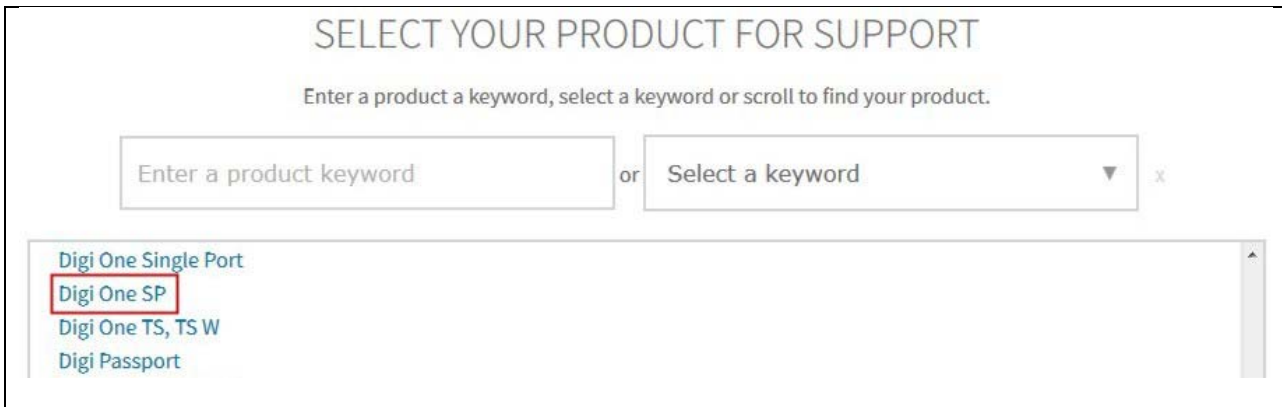 SELECT YOUR PRODUCT FOR SUPPORT
Enter a product a keyword, select a keyword or scroll to find your product.
Enter a product keyword or Select a keyword ▼ x
Digi One Single Port
Digi One SP
Digi One TS, TS W
Digi Passport